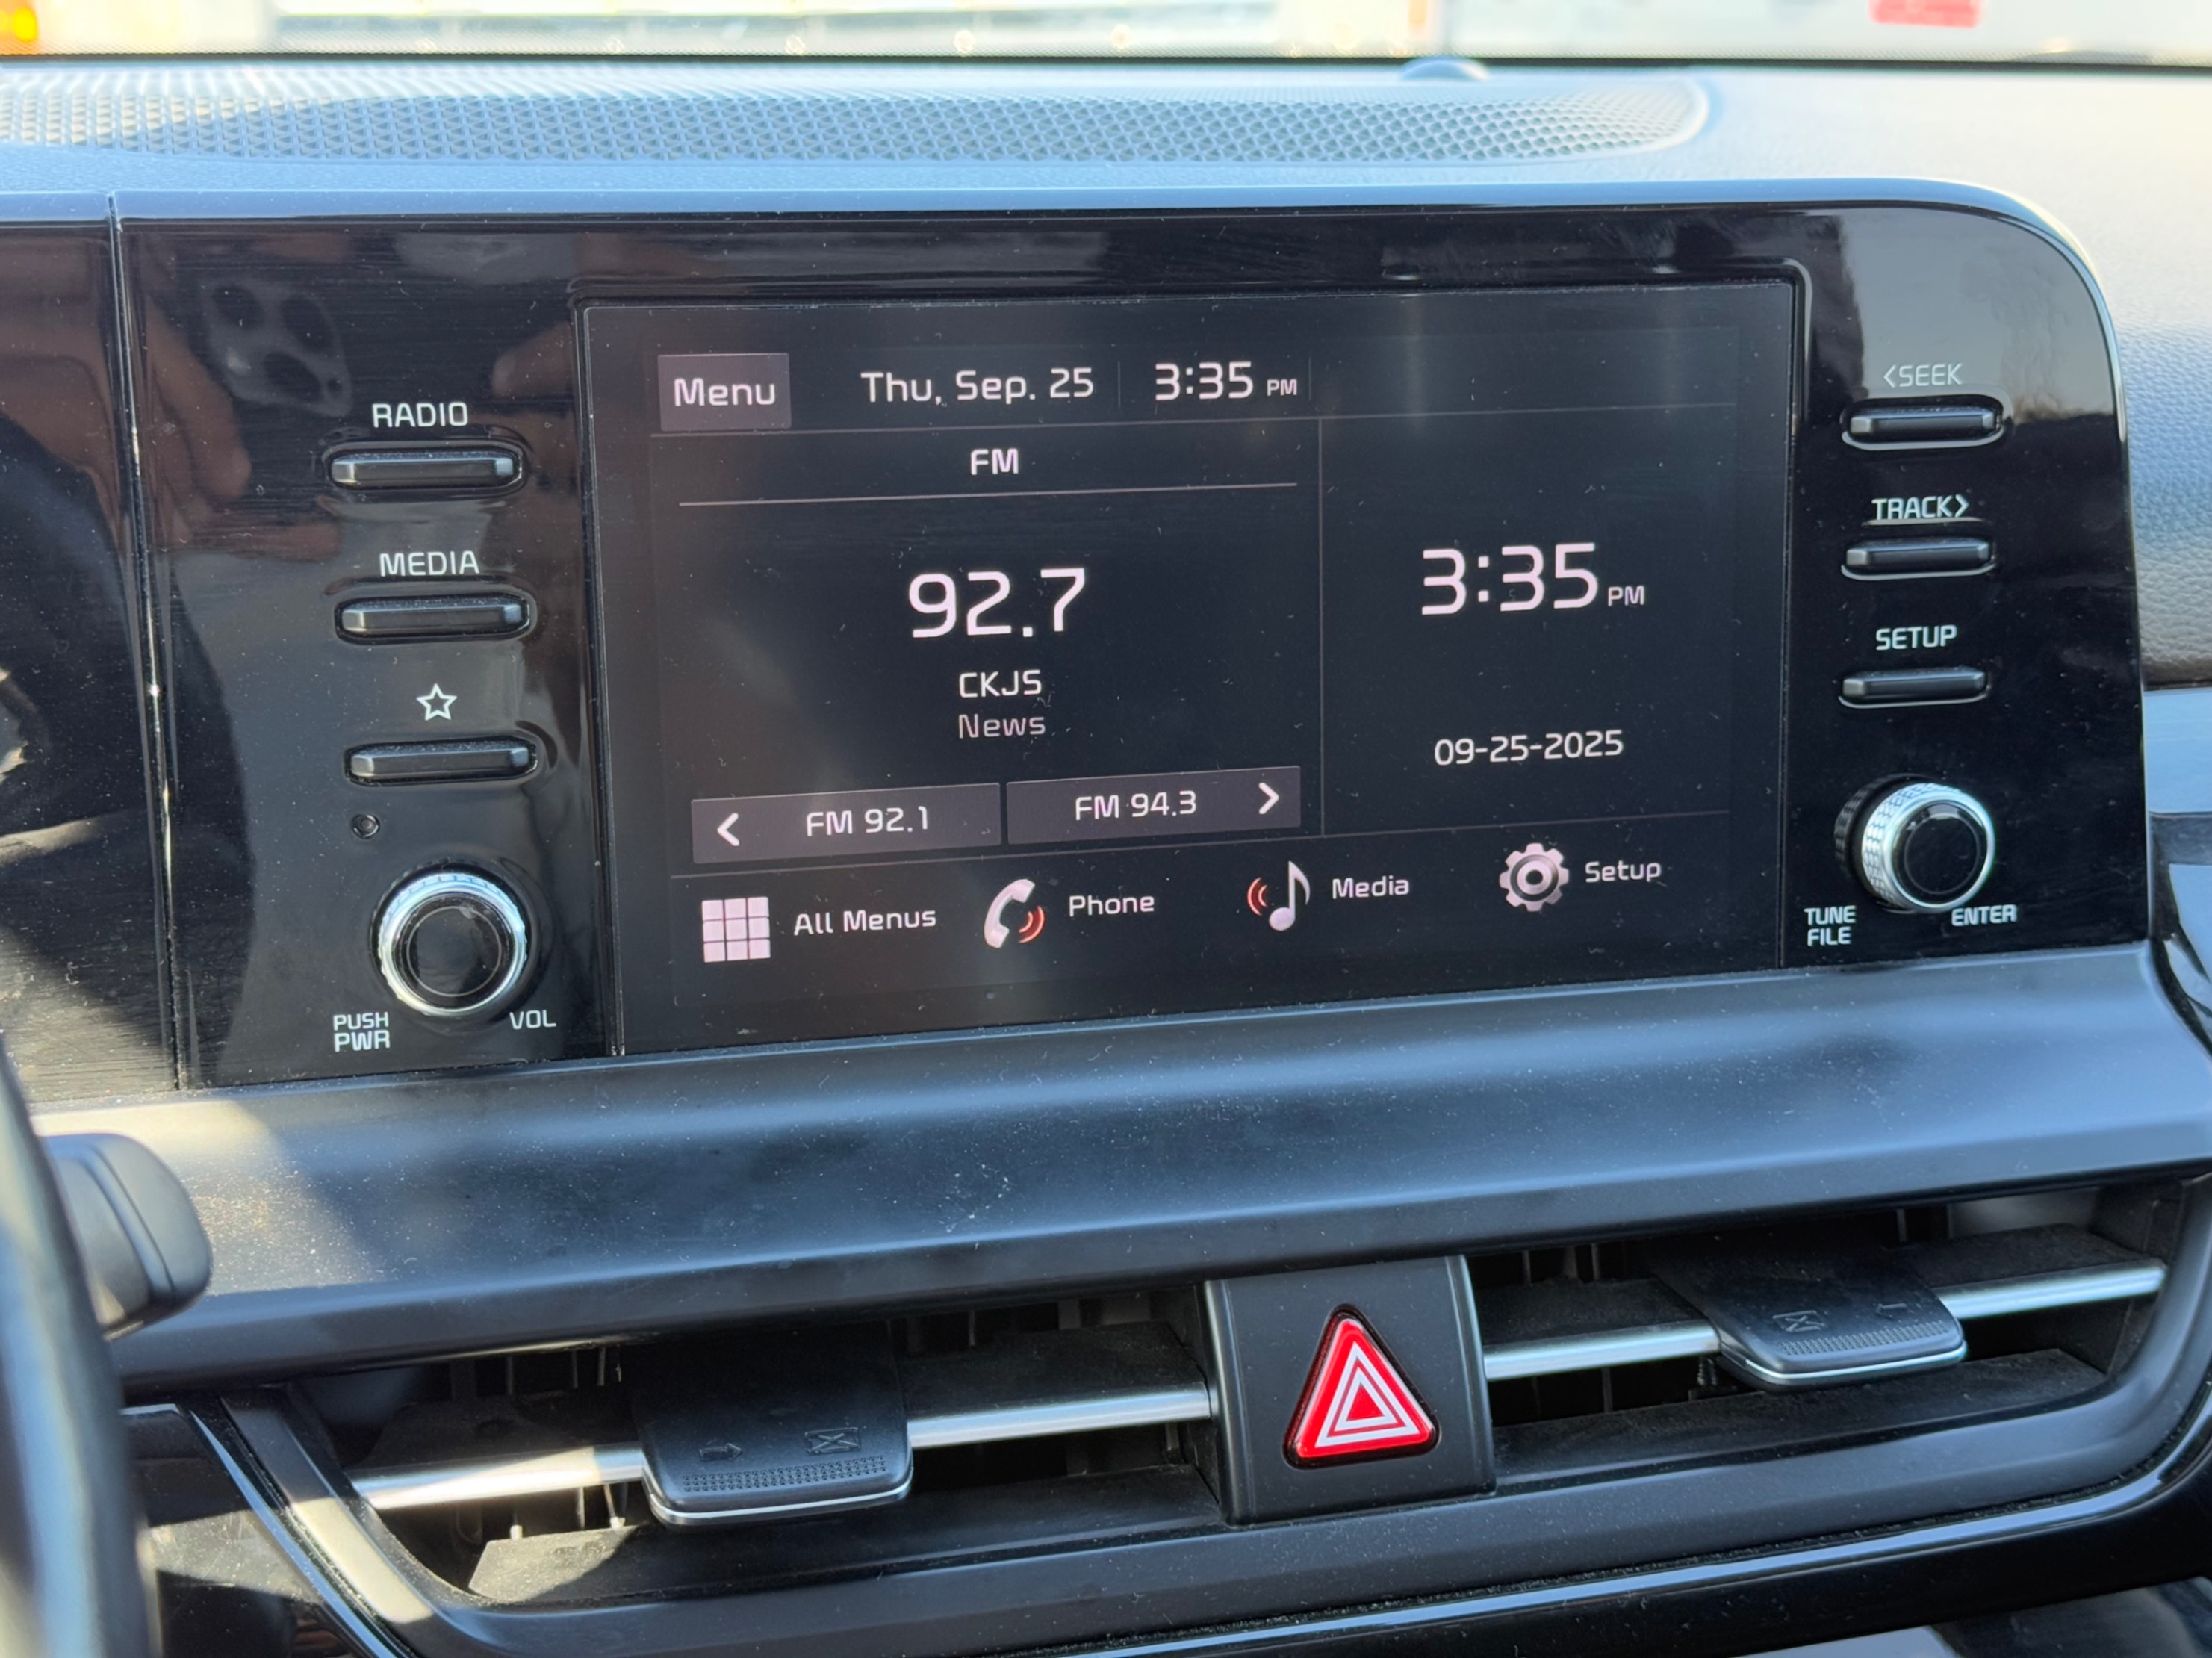 RADIO
MEDIA
PUSH
PWR
VOL
Menu
Thu, Sep. 25
3:35 PM
FM
92.7
CKJS
News
FM 92.1
FM 94.3
3:35 PM
09-25-2025
All Menus
Phone
Media
Setup
<SEEK
TRACK>
SETUP
TUNE
FILE
ENTER